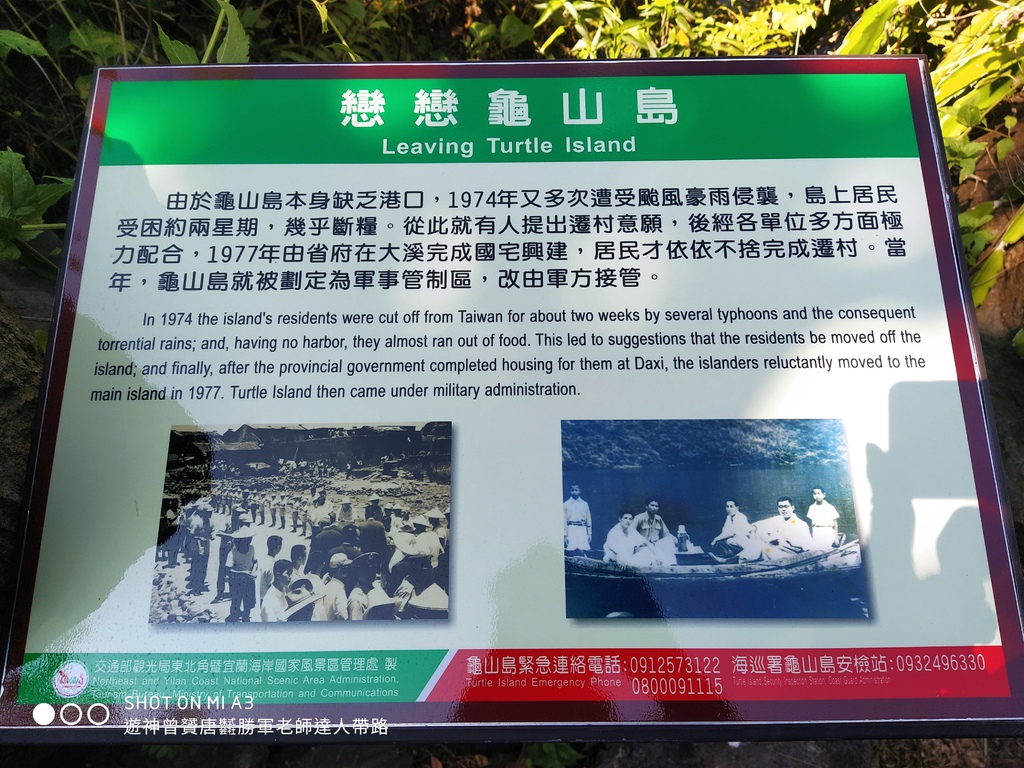 戀戀龜山島
Leaving Turtle Island
由於龜山島本身缺乏港口，1974年又多次遭受颱風豪雨侵襲，島上居民
受困約兩星期，幾乎斷糧。從此就有人提出遷村意願，後經各單位多方面極
力配合，1977年由省府在大溪完成國宅興建，居民才依依不捨完成遷村。當
年，龜山島就被劃定為軍事管制區，改由軍方接管。
In 1974 the island's residents were cut off from Taiwan for about two weeks by several typhoons and the consequent
torrential rains; and, having no harbor, they almost ran out of food. This led to suggestions that the residents be moved off the
island; and finally, after the provincial government completed housing for them at Daxi, the islanders reluctantly moved to the
main island in 1977. Turtle Island then came under military administration.
交通部觀光局東北角暨宜蘭海岸國家風景區管理處 製
Northeast and Yilan Coast National Scenic Area Administration,
Tourism Bureau, Ministry of Transportation and Communications
龜山島緊急連絡電話:0912573122
Turtle Island Emergency Phone 0800091115
海巡署龜山島安檢站:0932496330
Turtle Island Security Inspection Station, Coast Guard Administration
SHOT ON MI A3
遊神曾贇唐嚭勝軍老師達人帶路